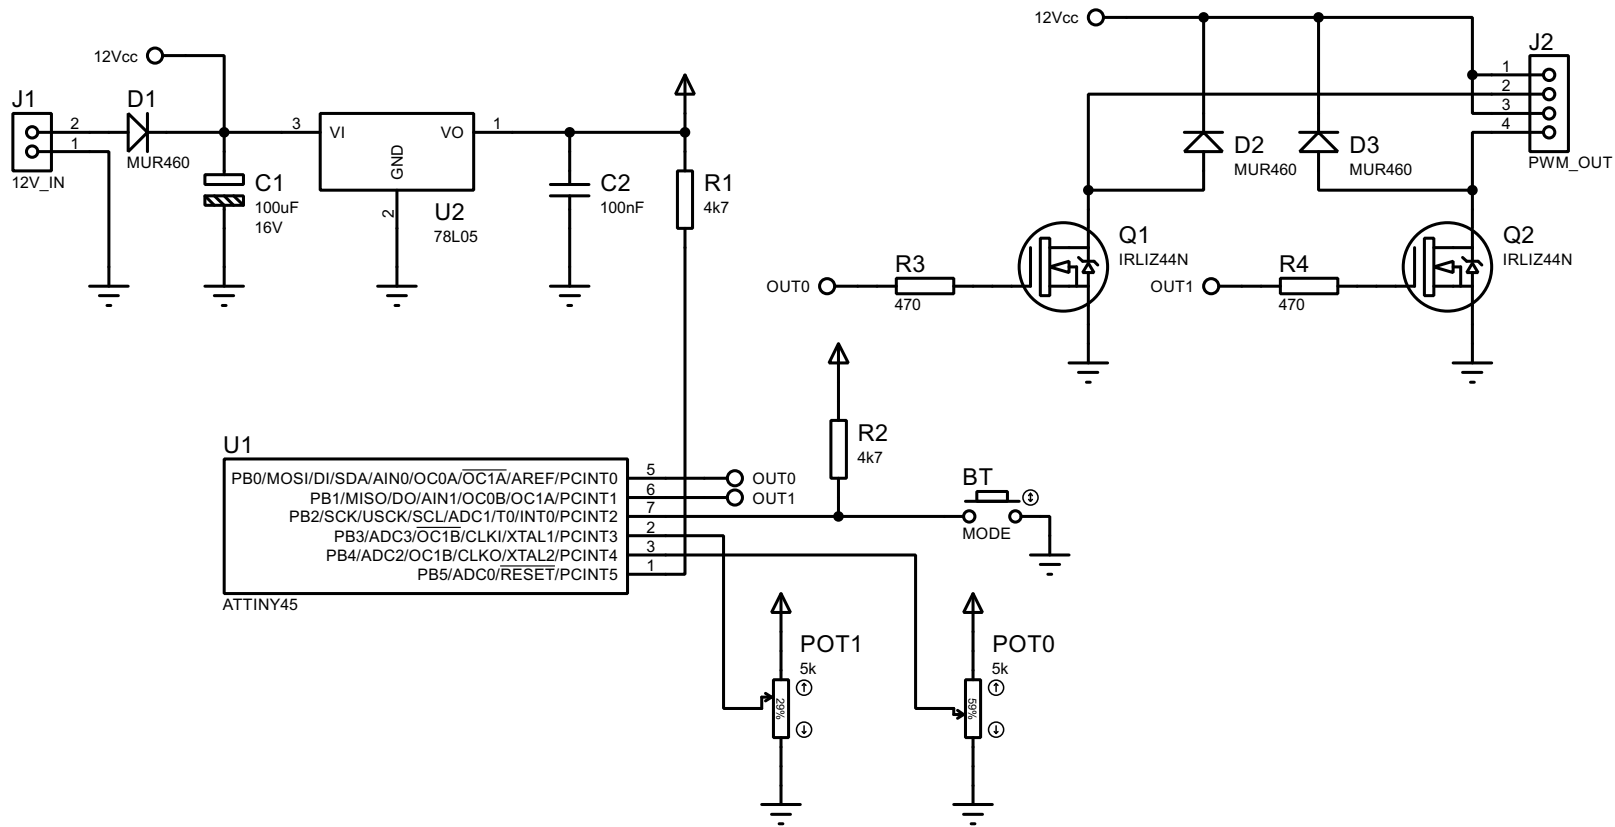 12Vcc
J1
2
1
12V_IN
D1
MUR460
C1
100uF
16V
3
VI
VO
GND
1
2
U2
78L05
C2
100nF
R1
4k7
12Vcc
J2
1
2
3
4
PWM_OUT
D2
MUR460
D3
MUR460
Q1
IRLIZ44N
Q2
IRLIZ44N
OUT0
R3
470
OUT1
R4
470
R2
4k7
U1
PB0/MOSI/DI/SDA/AIN0/OC0A/OC1A/AREF/PCINT0
PB1/MISO/DO/AIN1/OC0B/OC1A/PCINT1
PB2/SCK/USCK/SCL/ADC1/T0/INT0/PCINT2
PB3/ADC3/OC1B/CLKI/XTAL1/PCINT3
PB4/ADC2/OC1B/CLKO/XTAL2/PCINT4
PB5/ADC0/RESET/PCINT5
5
6
7
2
3
1
ATTINY45
OUT0
OUT1
BT
MODE
POT1
5k
29%
POT0
5k
59%